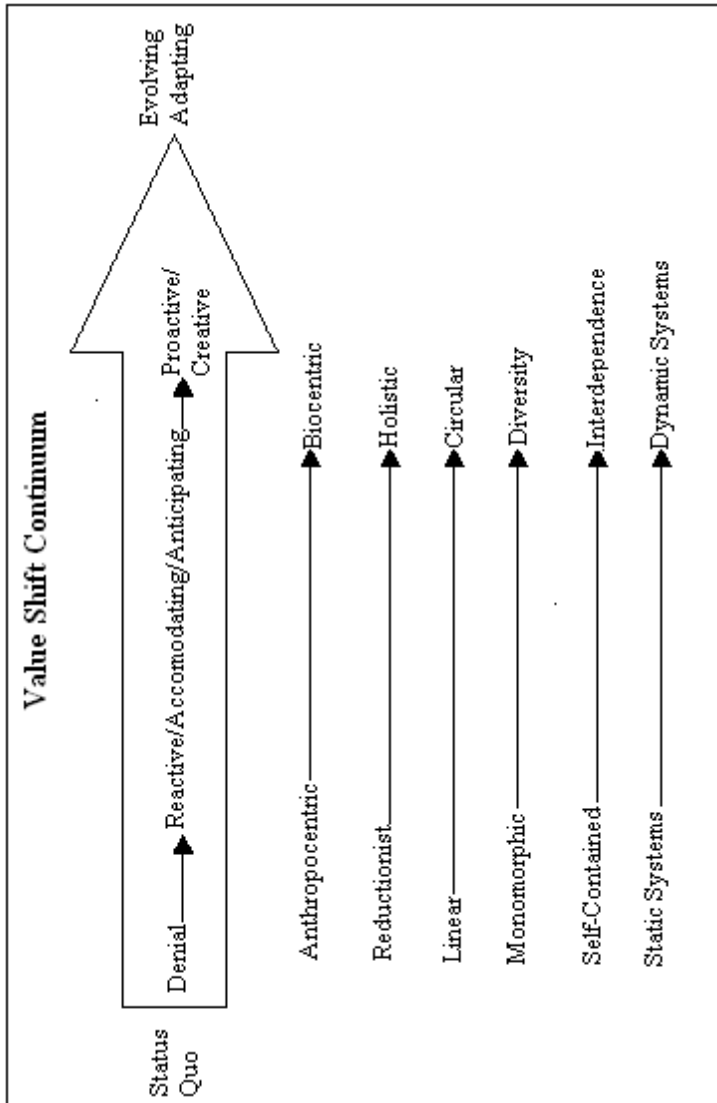 Value Shift Continuum
Status
Quo
Denial
Reactive/Accomodating/Anticipating
Proactive/
Creative
Evolving
Adapting
Anthropocentric Biocentric
Reductionist Holistic
Linear Circular
Monomorphic Diversity
Self-Contained Interdependence
Static Systems Dynamic Systems